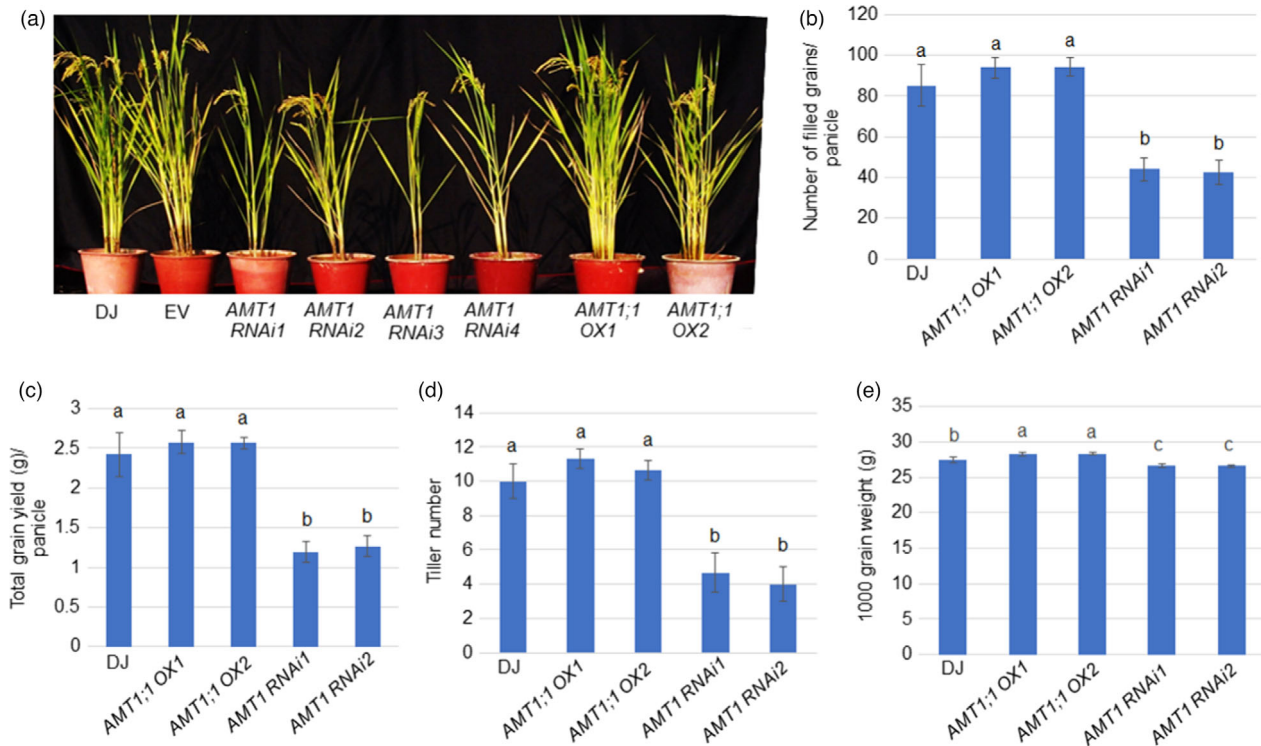 (a)
DJ
EV
AMT1
RNAi1
AMT1
RNAi2
AMT1
RNAi3
AMT1
RNAi4
AMT1;1
OX1
AMT1;1
OX2
(b)
Number of filled grains/
panicle
120
100
80
60
40
20
0
a
a
a
b
b
DJ
AMT1;1 OX1
AMT1;1 OX2
AMT1 RNAi1
AMT1 RNAi2
(c)
Total grain yield (g)/
panicle
3
2.5
2
1.5
1
0.5
0
a
a
a
b
b
DJ
AMT1;1 OX1
AMT1;1 OX2
AMT1 RNAi1
AMT1 RNAi2
(d)
Tiller number
14
12
10
8
6
4
2
0
a
a
a
b
b
DJ
AMT1;1 OX1
AMT1;1 OX2
AMT1 RNAi1
AMT1 RNAi2
(e)
1000 grain weight (g)
35
30
25
20
15
10
5
0
b
a
a
c
c
DJ
AMT1;1 OX1
AMT1;1 OX2
AMT1 RNAi1
AMT1 RNAi2